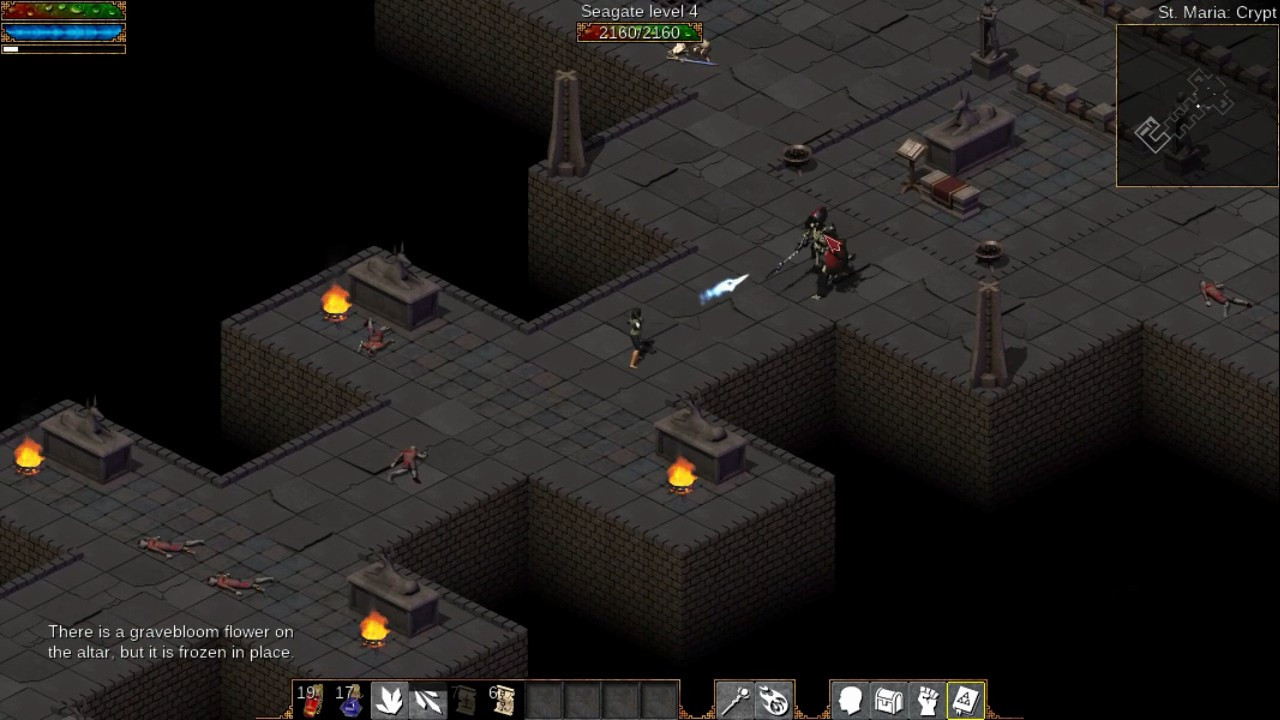 Seagate level 4
St. Maria: Crypt
2160/2160
There is a gravebloom flower on
the altar, but it is frozen in place.
19
17
6